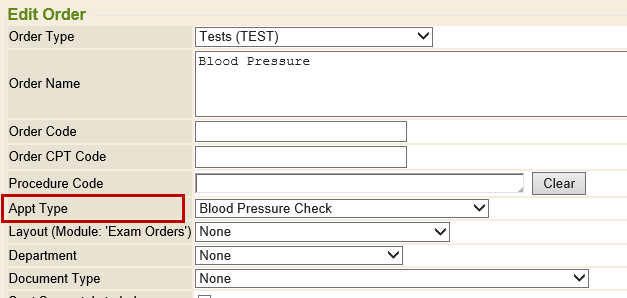 Edit Order
Order Type Tests (TEST)
Blood Pressure
Order Name
Order Code
Order CPT Code
Procedure Code Clear
Appt Type Blood Pressure Check
Layout (Module: 'Exam Orders') None
Department None
Document Type None